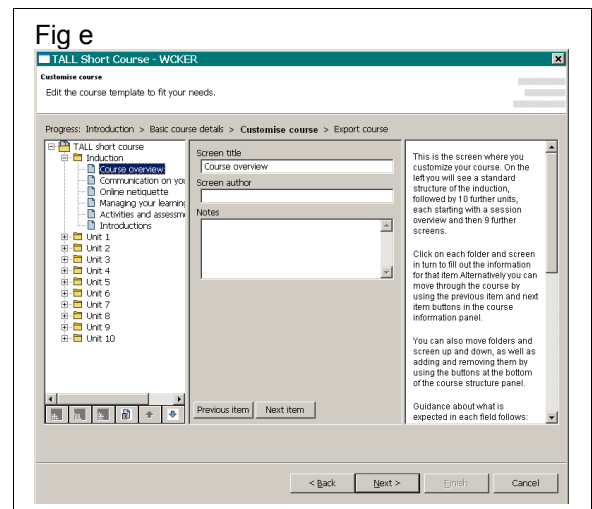 Fig e
TALL Short Course - WCKER
Customise course
Edit the course template to fit your needs.
Progress: Introduction > Basic course details > Customise course > Export course
TALL short course
Induction
Course overview
Communication on you
Online netiquette
Managing your learning
Activities and assessm
Introductions
Unit 1
Unit 2
Unit 3
Unit 4
Unit 5
Unit 6
Unit 7
Unit 8
Unit 9
Unit 10
Screen title
Course overview
Screen author
Notes
Previous item
Next item
This is the screen where you
customize your course. On the
left you will see a standard
structure of the induction,
followed by 10 further units,
each starting with a session
overview and then 9 further
screens.
Click on each folder and screen
in turn to fill out the information
for that item Alternatively you can
move through the course by
using the previous item and next
item buttons in the course
information panel.
You can also move folders and
screen up and down, as well as
adding and removing them by
using the buttons at the bottom
of the course structure panel.
Guidance about what is
expected in each field follows:
< Back
Next >
Finish
Cancel